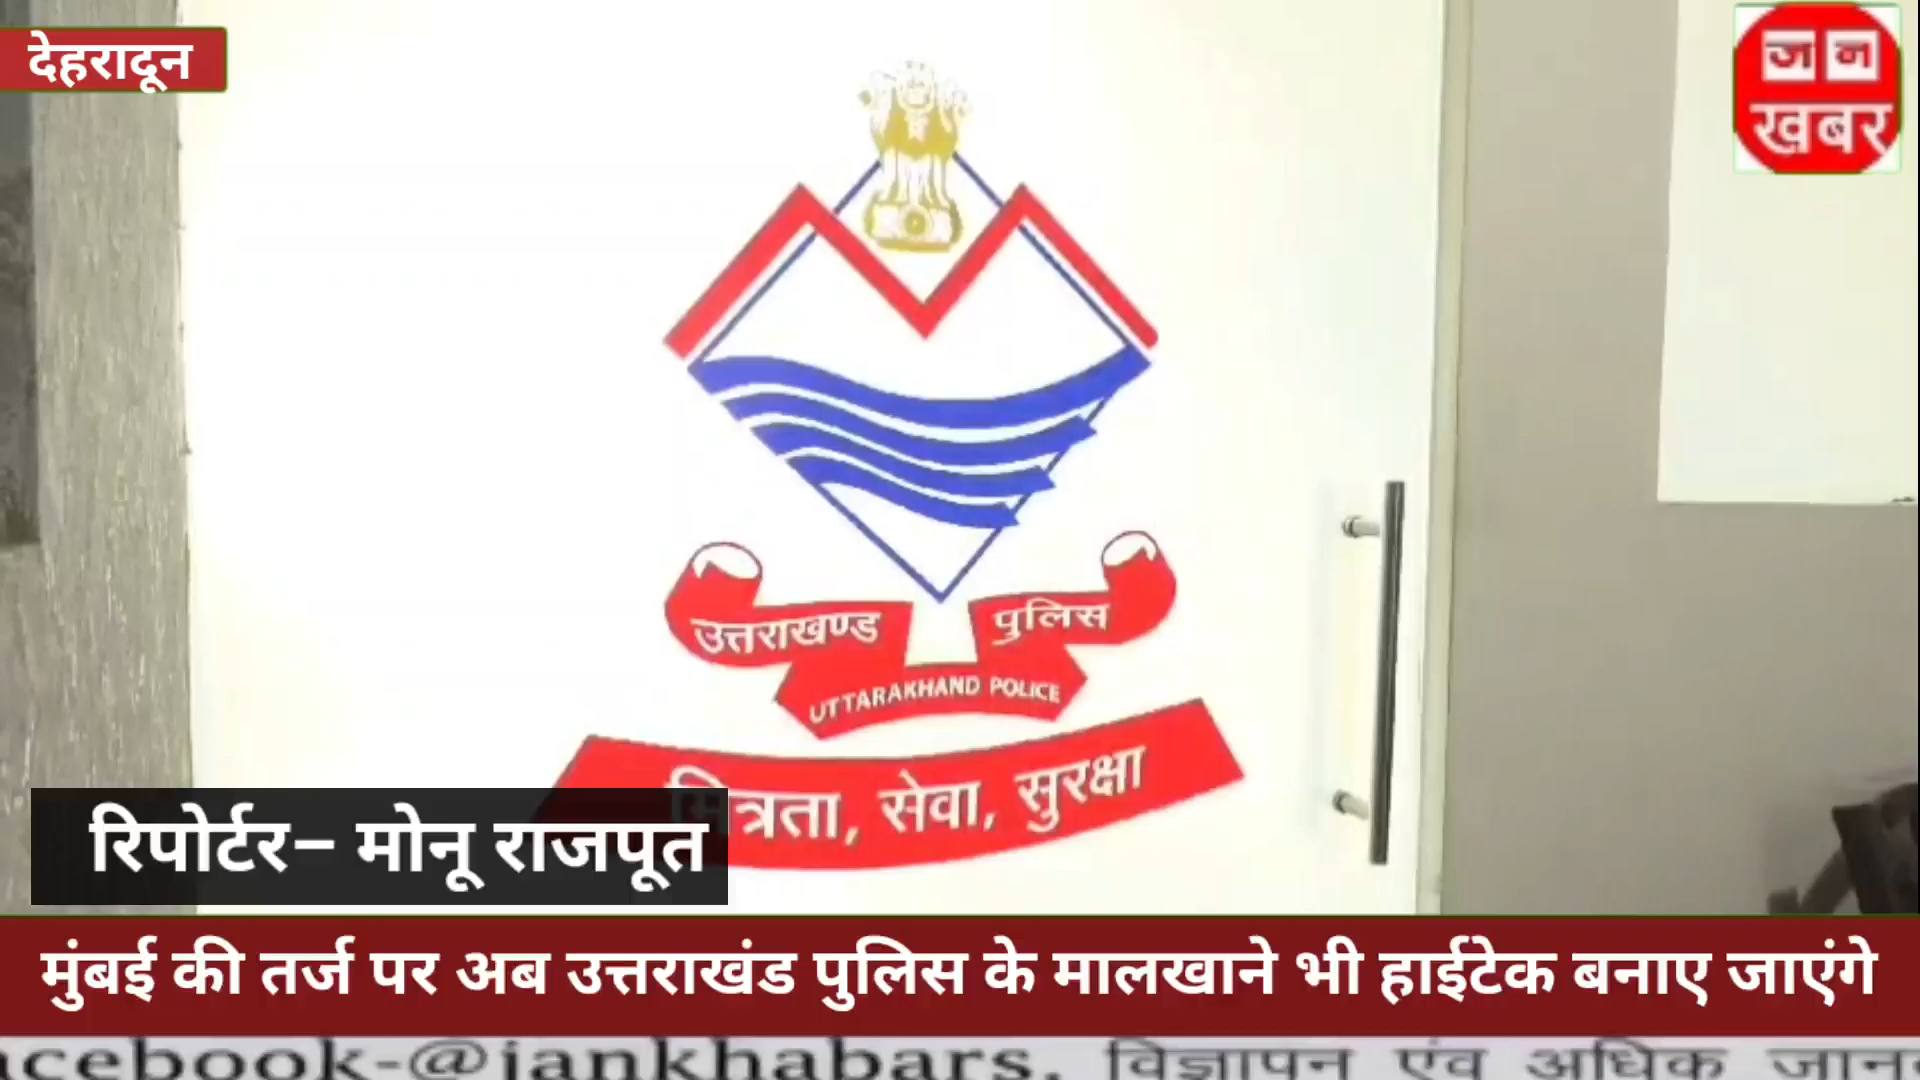 देहरादून
जन
खबर
उत्तराखण्ड पुलिस
UTTARAKHAND POLICE
मित्रता, सेवा, सुरक्षा
रिपोर्टर– मोनू राजपूत
मुंबई की तर्ज पर अब उत्तराखंड पुलिस के मालखाने भी हाईटेक बनाए जाएंगे
acebook-@jankhabars, विज्ञापन एंव अधिक